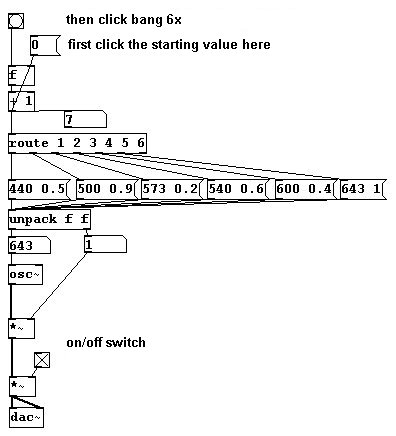 then click bang 6x
0
first click the starting value here
f
+ 1
7
route 1 2 3 4 5 6
440 0.5 500 0.9 573 0.2 540 0.6 600 0.4 643 1
unpack f f
643 1
osc~
*~
on/off switch
*~
dac~